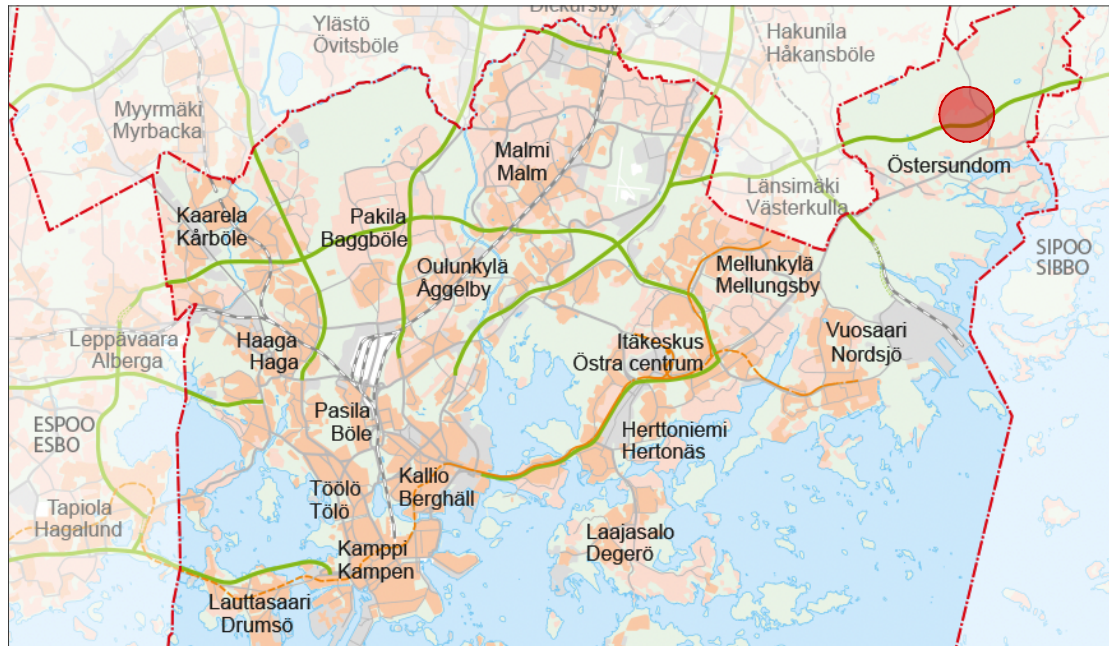 Dickursby
Ylästö
Övitsböle
Hakunila
Håkansböle
Myyrmäki
Myrbacka
Malmi
Malm
Östersundom
Länsimäki
Västerkulla
Kaarela
Kårböle
Pakila
Baggböle
Oulunkylä
Åggelby
Mellunkylä
Mellungsby
SIPOO
SIBBO
Leppävaara
Alberga
Haaga
Haga
Itäkeskus
Östra centrum
Vuosaari
Nordsjö
Pasila
Böle
ESPOO
ESBO
Herttoniemi
Hertonäs
Kallio
Berghäll
Töölö
Tölö
Tapiola
Hagalund
Laajasalo
Degerö
Kamppi
Kampen
Lauttasaari
Drumsö